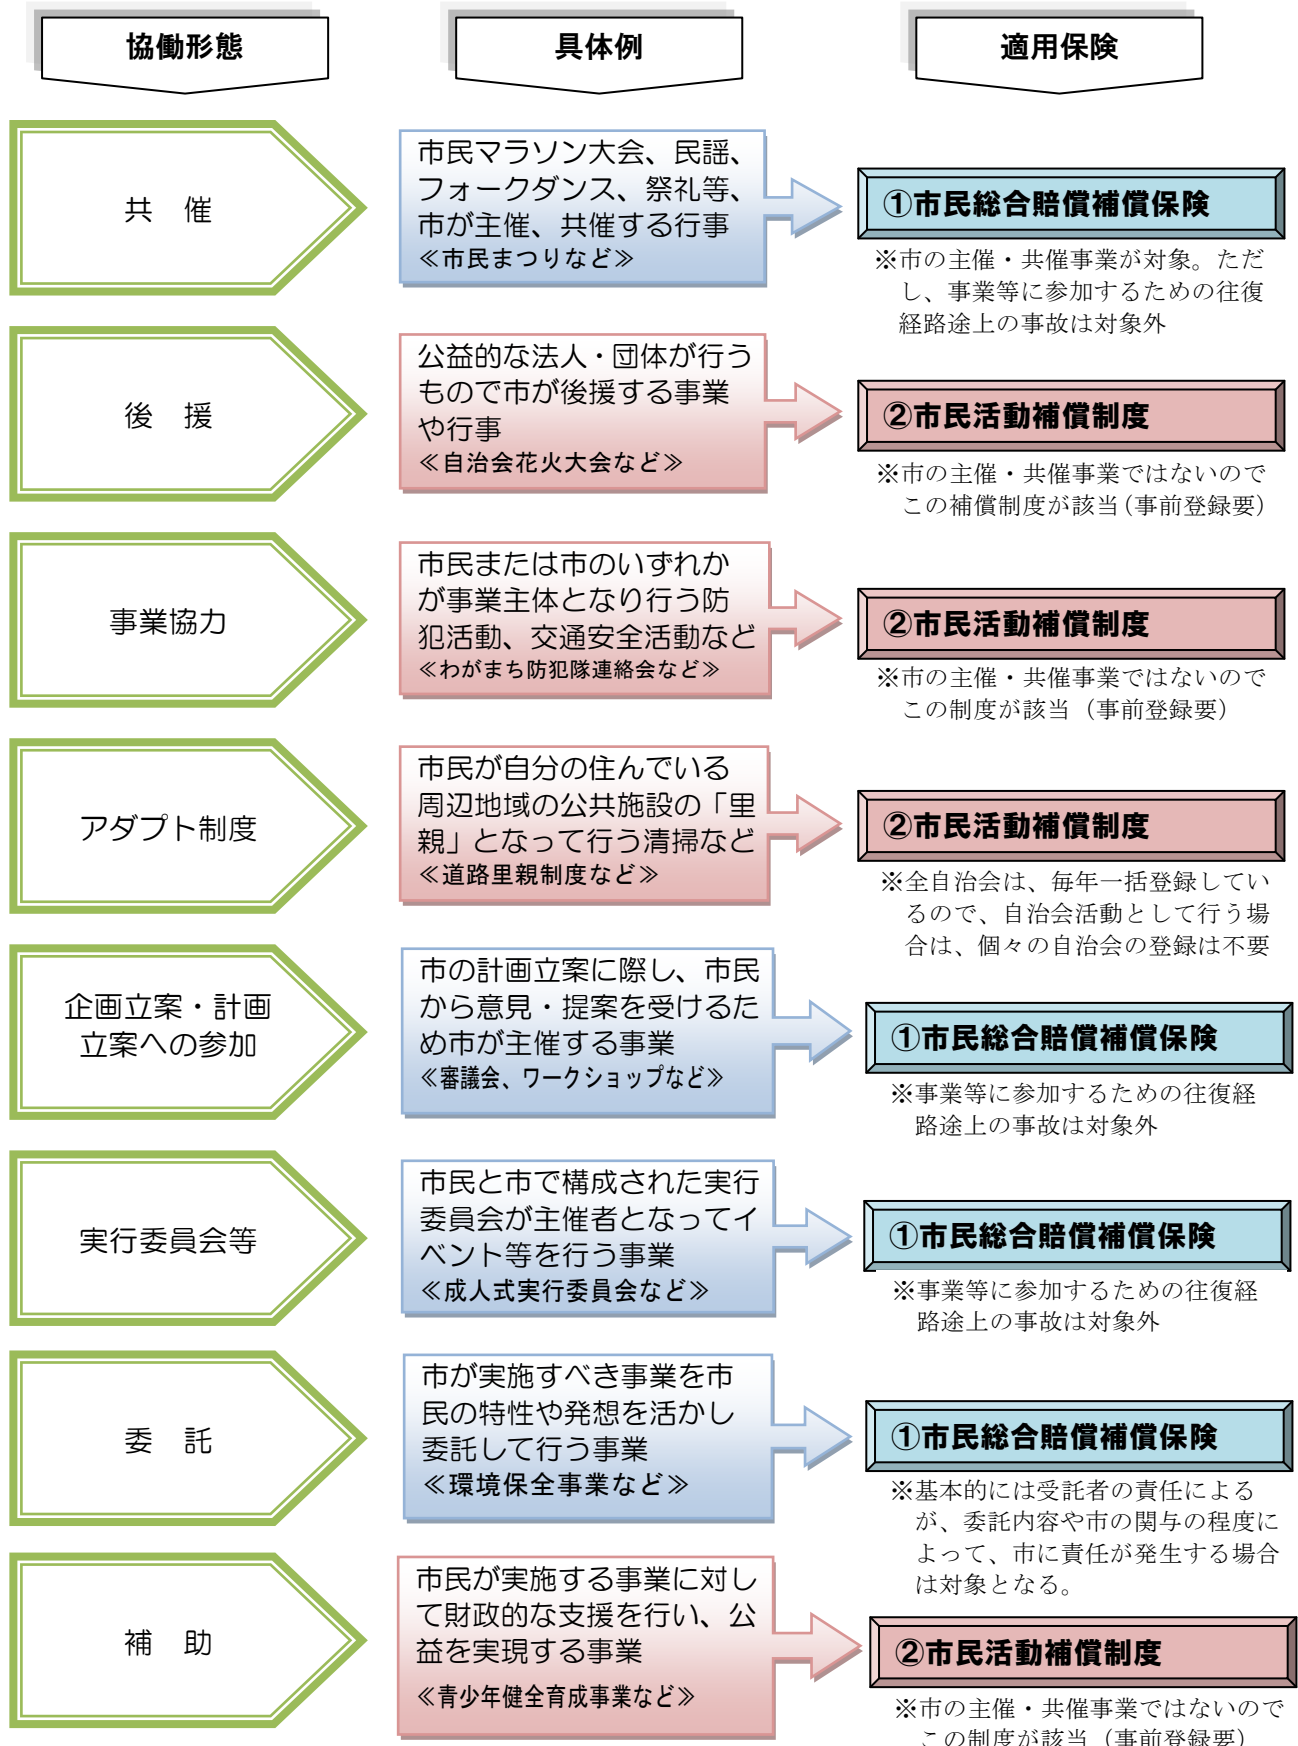 協働形態
具体例
適用保険
共 催
市民マラソン大会、民謡、
フォークダンス、祭礼等、
市が主催、共催する行事
≪市民まつりなど≫
①市民総合賠償補償保険
※市の主催・共催事業が対象。ただ
し、事業等に参加するための往復
経路途上の事故は対象外
後 援
公益的な法人・団体が行う
もので市が後援する事業
や行事
≪自治会花火大会など≫
②市民活動補償制度
※市の主催・共催事業ではないので
この補償制度が該当（事前登録要）
事業協力
市民または市のいずれか
が事業主体となり行う防
犯活動、交通安全活動など
≪わがまち防犯隊連絡会など≫
②市民活動補償制度
※市の主催・共催事業ではないので
この制度が該当（事前登録要）
アダプト制度
市民が自分の住んでいる
周辺地域の公共施設の「里
親」となって行う清掃など
≪道路里親制度など≫
②市民活動補償制度
※全自治会は、毎年一括登録してい
るので、自治会活動として行う場
合は、個々の自治会の登録は不要
企画立案・計画
立案への参加
市の計画立案に際し、市民
から意見・提案を受けるた
め市が主催する事業
≪審議会、ワークショップなど≫
①市民総合賠償補償保険
※事業等に参加するための往復経
路途上の事故は対象外
実行委員会等
市民と市で構成された実行
委員会が主催者となってイ
ベント等を行う事業
≪成人式実行委員会など≫
①市民総合賠償補償保険
※事業等に参加するための往復経
路途上の事故は対象外
委 託
市が実施すべき事業を市
民の特性や発想を活かし
委託して行う事業
≪環境保全事業など≫
①市民総合賠償補償保険
※基本的には受託者の責任による
が、委託内容や市の関与の程度に
よって、市に責任が発生する場合
は対象となる。
補 助
市民が実施する事業に対し
て財政的な支援を行い、公
益を実現する事業
≪青少年健全育成事業など≫
②市民活動補償制度
※市の主催・共催事業ではないので
この制度が該当（事前登録要）